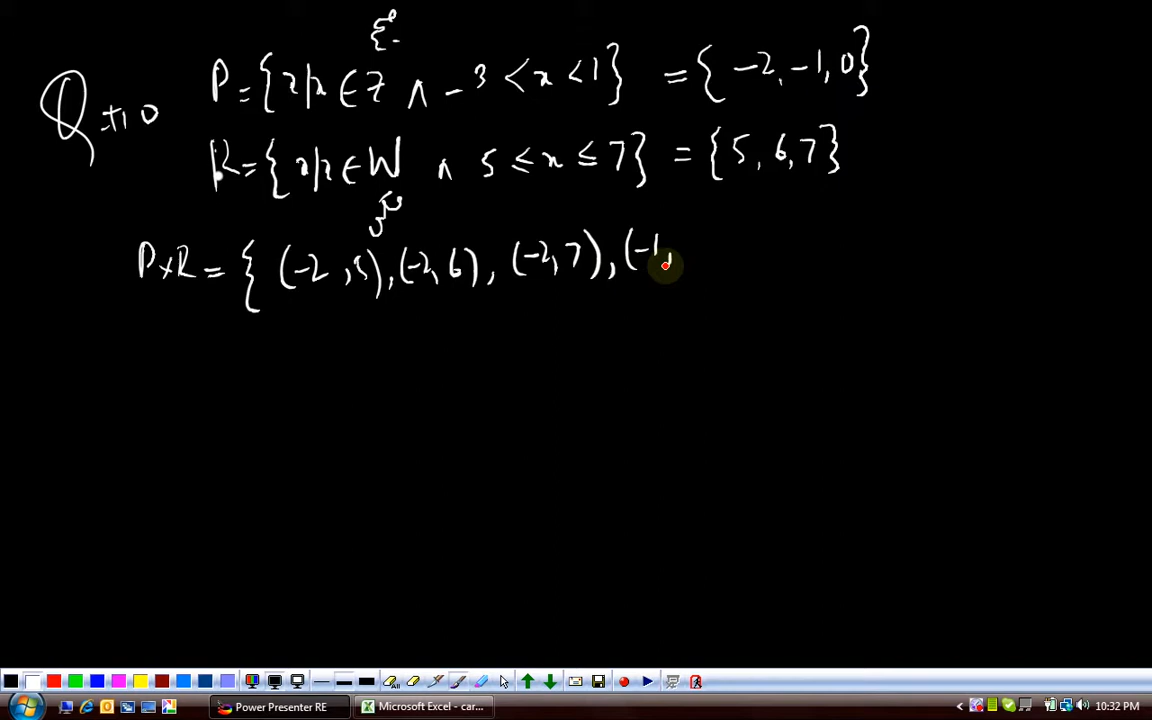 P = {x/x ∈ Z ∧ -3 < x < 1} = {-2, -1, 0}
R = {x/x ∈ W ∧ 5 ≤ x ≤ 7} = {5, 6, 7}
P×R = { (-2, 5), (-2, 6), (-2, 7), (-1,
Power Presenter RE
Microsoft Excel - car...
10:32 PM